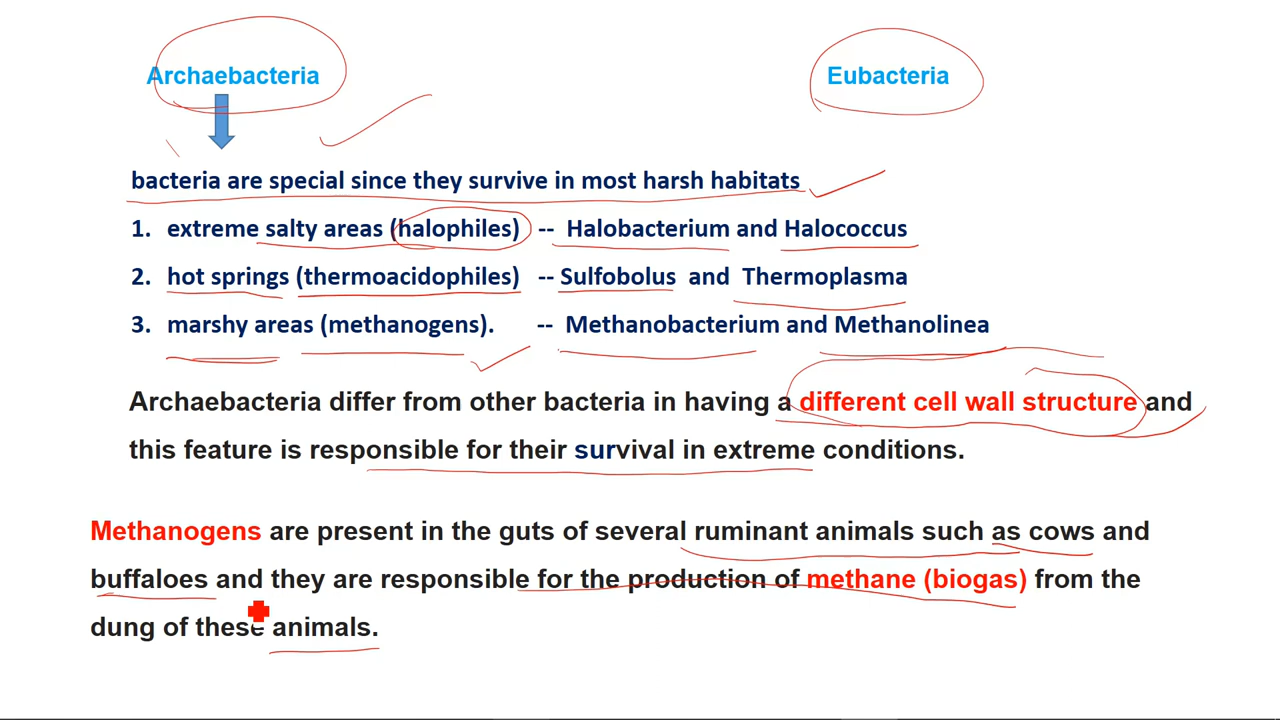 Archaebacteria Eubacteria
bacteria are special since they survive in most harsh habitats
1. extreme salty areas (halophiles) -- Halobacterium and Halococcus
2. hot springs (thermoacidophiles) -- Sulfobolus and Thermoplasma
3. marshy areas (methanogens). -- Methanobacterium and Methanolinea
Archaebacteria differ from other bacteria in having a different cell wall structure and
this feature is responsible for their survival in extreme conditions.
Methanogens are present in the guts of several ruminant animals such as cows and
buffaloes and they are responsible for the production of methane (biogas) from the
dung of these animals.